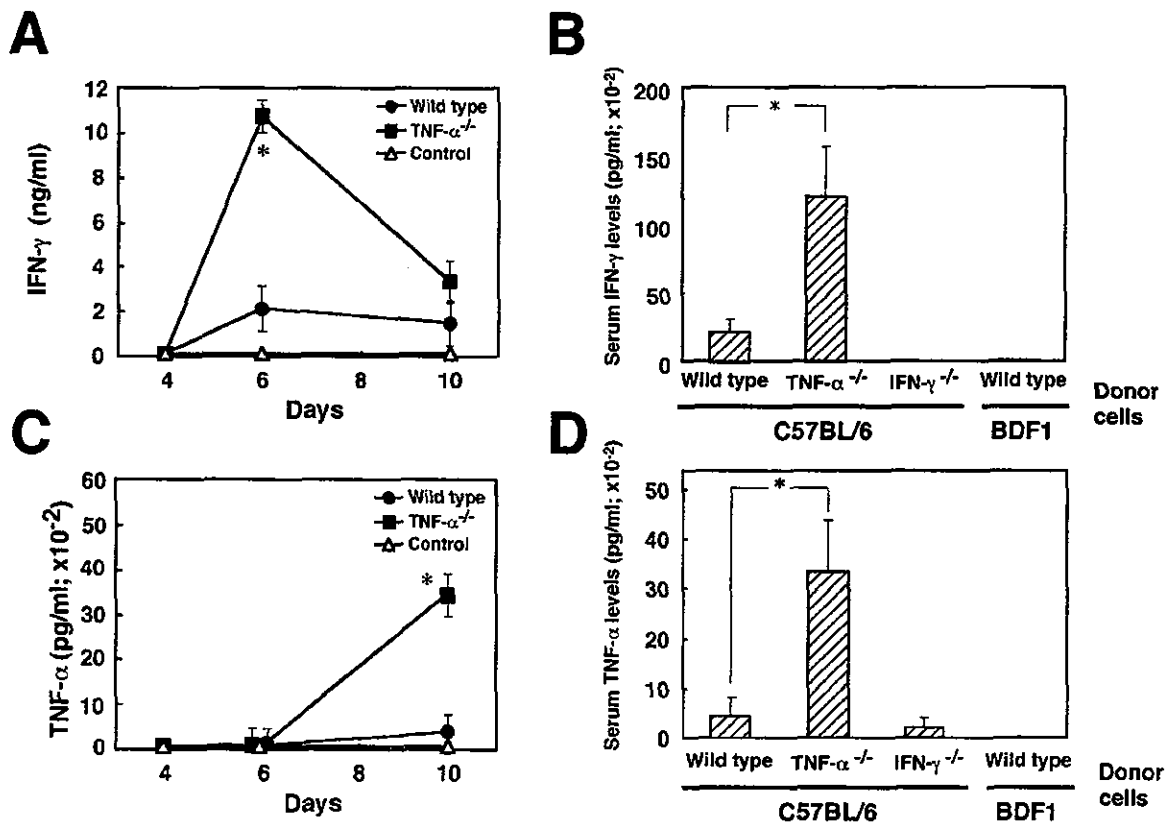 A
IFN-γ (ng/ml)
12
10
8
6
4
2
0
Wild type
TNF-α-/-
Control
*
4 6 8 10
Days
B
Serum IFN-γ levels (pg/ml; x10-2)
200
150
100
50
0
*
Wild type TNF-α -/- IFN-γ -/- Wild type
C57BL/6 BDF1
Donor
cells
C
TNF-α (pg/ml; x10-2)
60
50
40
30
20
10
0
Wild type
TNF-α-/-
Control
*
4 6 8 10
Days
D
Serum TNF-α levels (pg/ml; x10-2)
50
40
30
20
10
0
*
Wild type TNF-α -/- IFN-γ -/- Wild type
C57BL/6 BDF1
Donor
cells